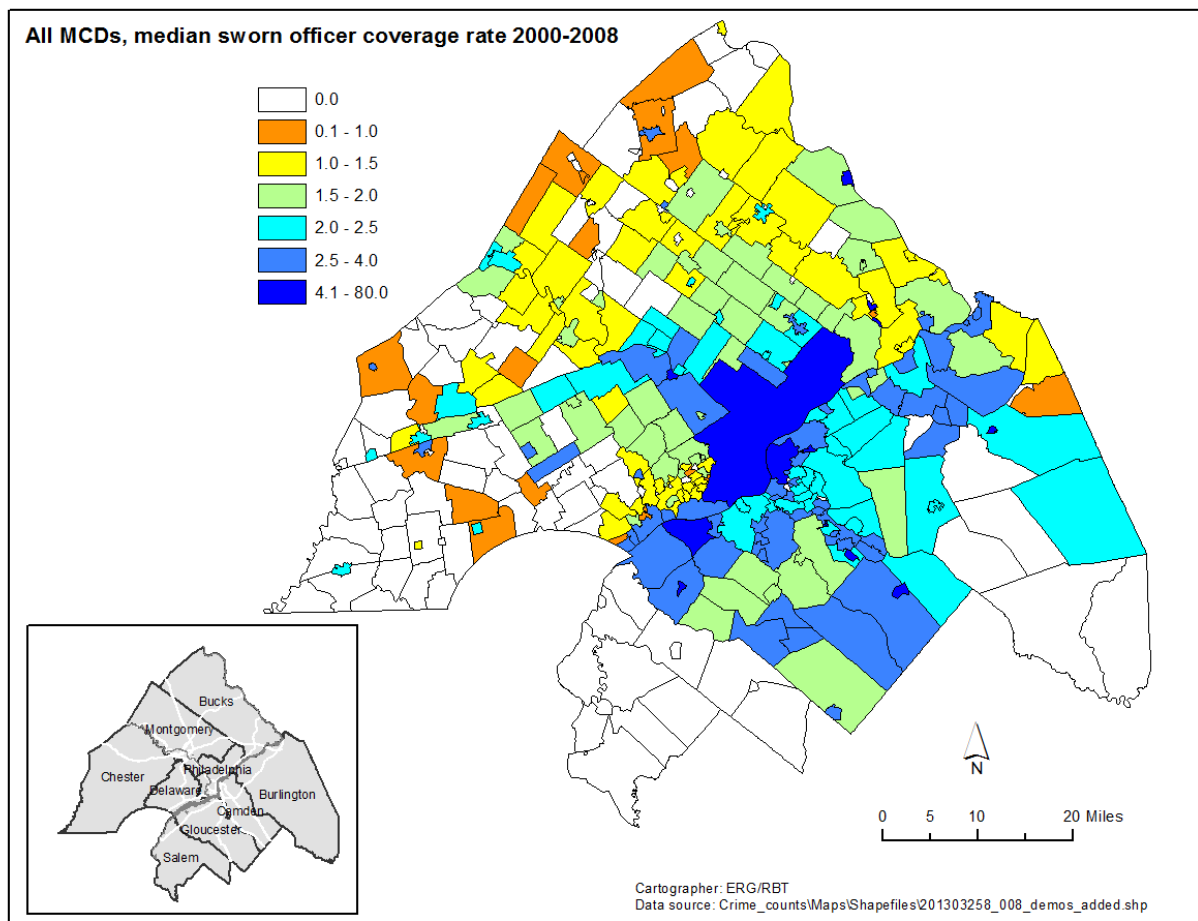 All MCDs, median sworn officer coverage rate 2000-2008
0.0
0.1 - 1.0
1.0 - 1.5
1.5 - 2.0
2.0 - 2.5
2.5 - 4.0
4.1 - 80.0
Bucks
Montgomery
Philadelphia
Chester
Delaware
Burlington
Camden
Gloucester
Salem
N
0 5 10 20 Miles
Cartographer: ERG/RBT
Data source: Crime_counts\Maps\Shapefiles\201303258_008_demos_added.shp